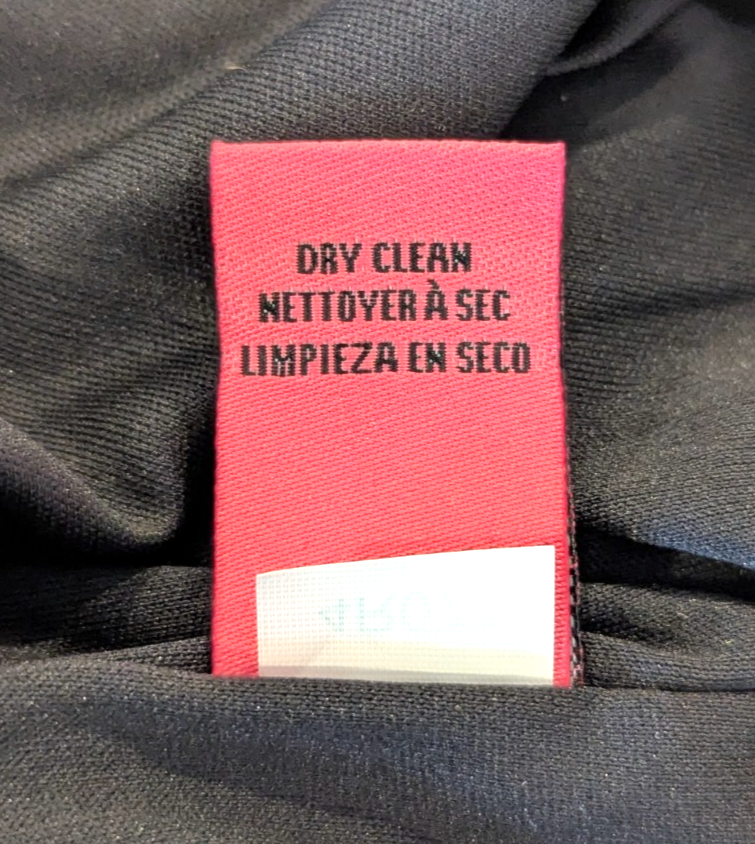 DRY CLEAN
NETTOYER À SEC
LIMPIEZA EN SECO